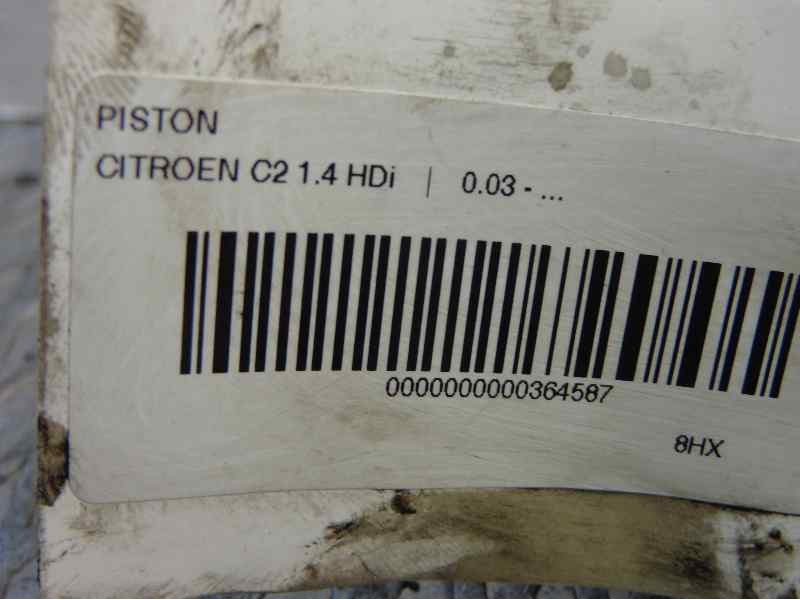 PISTON
CITROEN C2 1.4 HDi | 0.03 - ...
0000000000364587
8HX